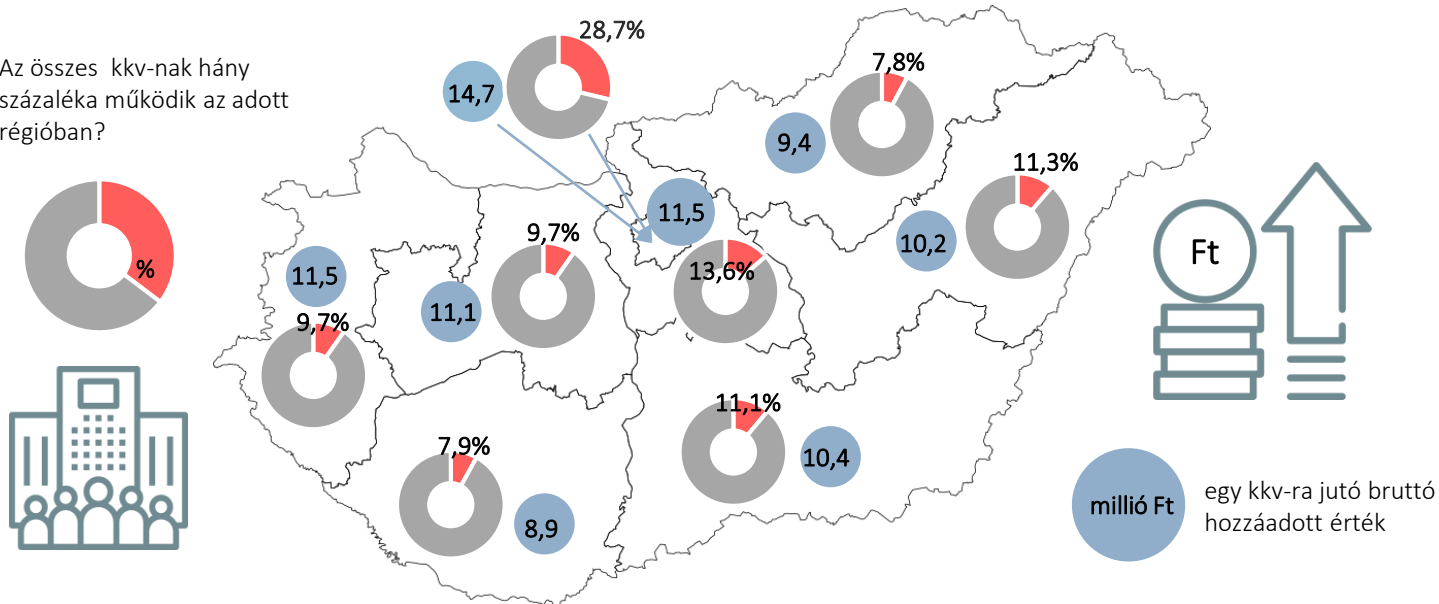 Az összes kkv-nak hány
százaléka működik az adott
régióban?
%
28,7%
14,7
7,8%
9,4
11,3%
10,2
11,5
13,6%
9,7%
11,1
11,5
9,7%
7,9%
8,9
11,1%
10,4
Ft
millió Ft
egy kkv-ra jutó bruttó
hozzáadott érték